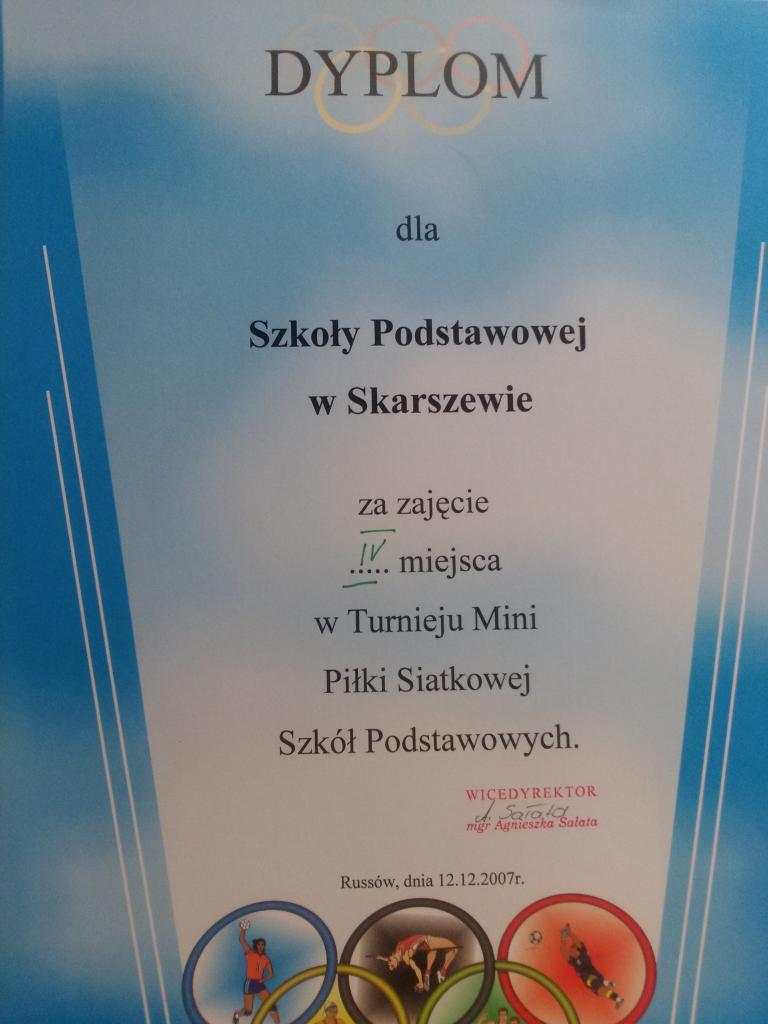 DYPLOM
dla
Szkoły Podstawowej
w Skarszewie
za zajęcie
IV
..... miejsca
w Turnieju Mini
Piłki Siatkowej
Szkół Podstawowych.
WICEDYREKTOR
A. Sałata
mgr Agnieszka Sałata
Russów, dnia 12.12.2007r.